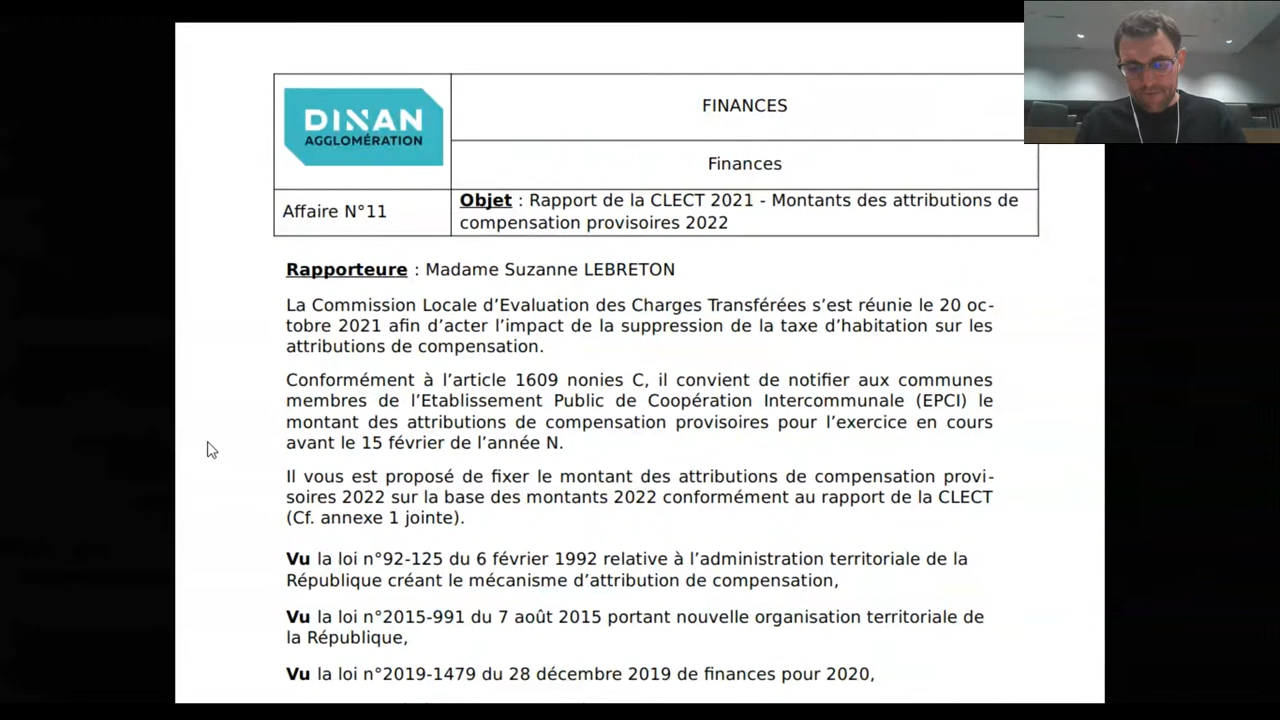 DINAN
AGGLOMÉRATION
FINANCES
Finances
Affaire N°11
Objet : Rapport de la CLECT 2021 - Montants des attributions de
compensation provisoires 2022
Rapporteure : Madame Suzanne LEBRETON
La Commission Locale d’Evaluation des Charges Transférées s’est réunie le 20 oc-
tobre 2021 afin d’acter l’impact de la suppression de la taxe d’habitation sur les
attributions de compensation.
Conformément à l’article 1609 nonies C, il convient de notifier aux communes
membres de l’Etablissement Public de Coopération Intercommunale (EPCI) le
montant des attributions de compensation provisoires pour l’exercice en cours
avant le 15 février de l’année N.
Il vous est proposé de fixer le montant des attributions de compensation provi-
soires 2022 sur la base des montants 2022 conformément au rapport de la CLECT
(Cf. annexe 1 jointe).
Vu la loi n°92-125 du 6 février 1992 relative à l’administration territoriale de la
République créant le mécanisme d’attribution de compensation,
Vu la loi n°2015-991 du 7 août 2015 portant nouvelle organisation territoriale de
la République,
Vu la loi n°2019-1479 du 28 décembre 2019 de finances pour 2020,